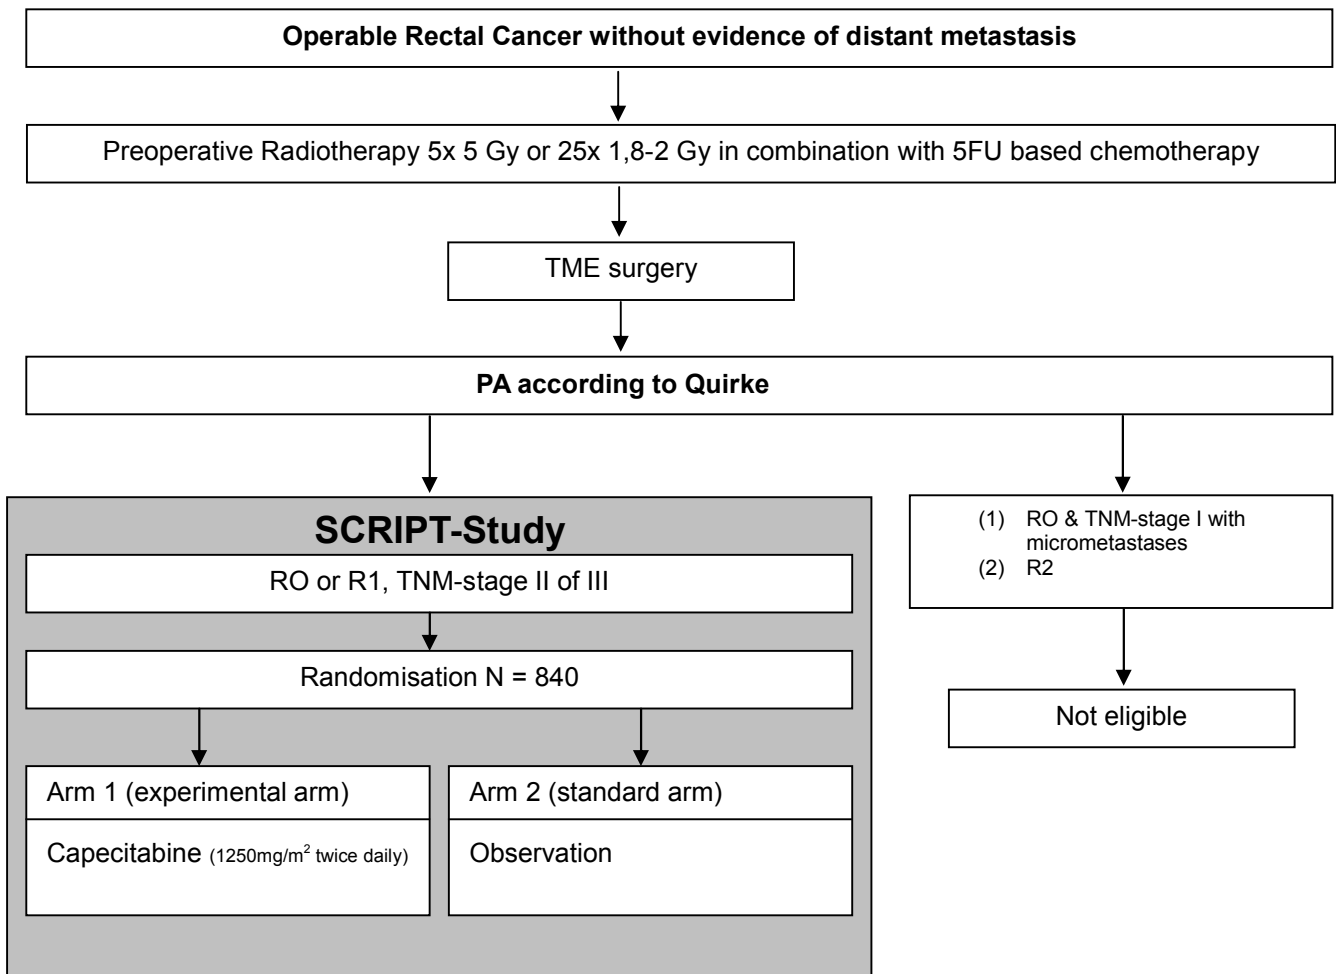 Operable Rectal Cancer without evidence of distant metastasis
Preoperative Radiotherapy 5x 5 Gy or 25x 1,8-2 Gy in combination with 5FU based chemotherapy
TME surgery
PA according to Quirke
SCRIPT-Study
RO or R1, TNM-stage II of III
Randomisation N = 840
Arm 1 (experimental arm)
Capecitabine (1250mg/m² twice daily)
Arm 2 (standard arm)
Observation
(1) RO & TNM-stage I with
micrometastases
(2) R2
Not eligible